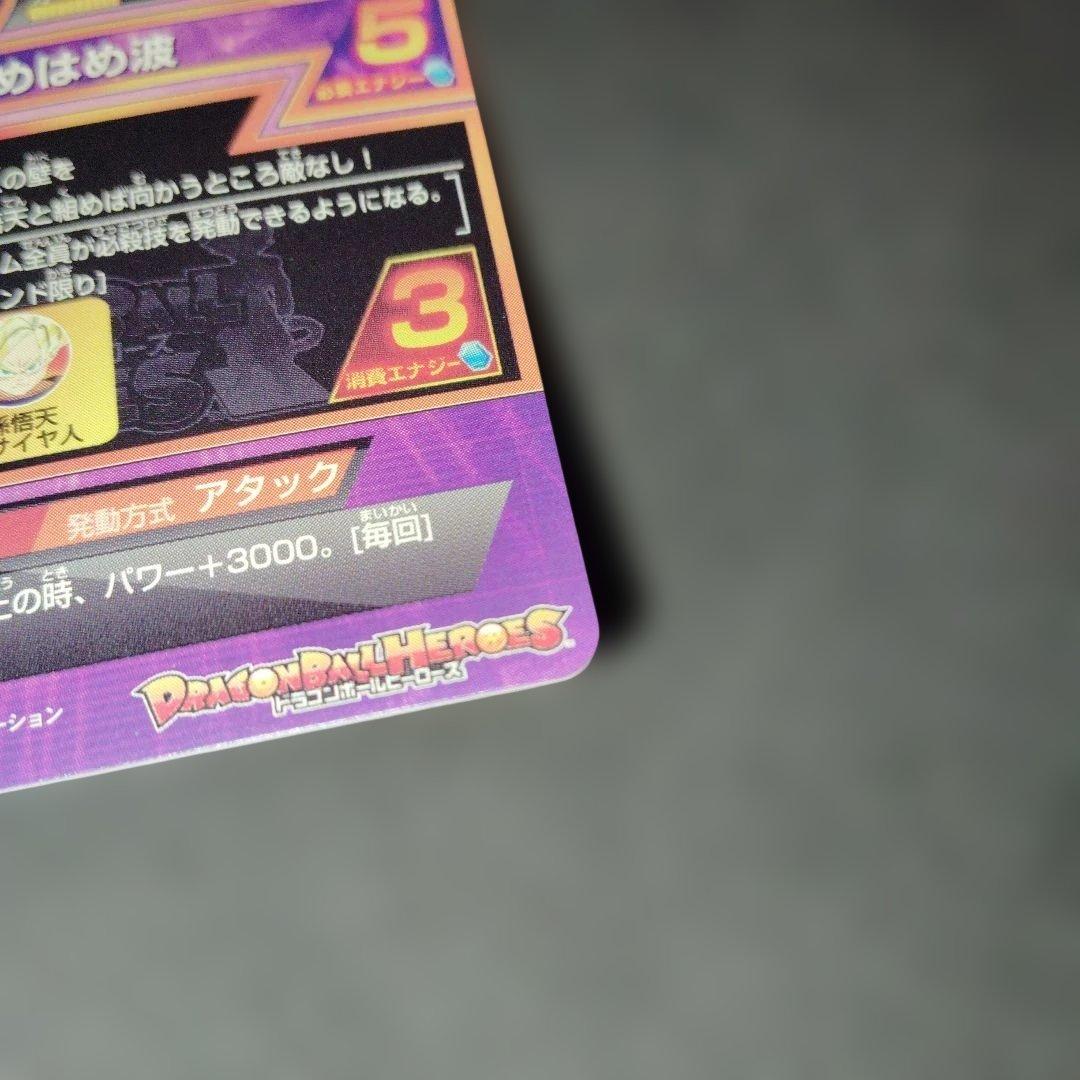 めはめ波
5
必要エナジー
の壁を
天と組めば向かうところ敵なし！
ム全員が必殺技を発動できるようになる。
ンド限り]
3
消費エナジー
孫悟天
サイヤ人
発動方式 アタック
上の時、パワー+3000。[毎回]
DRAGONBALL HEROES
ドラゴンボールヒーローズ
ーション